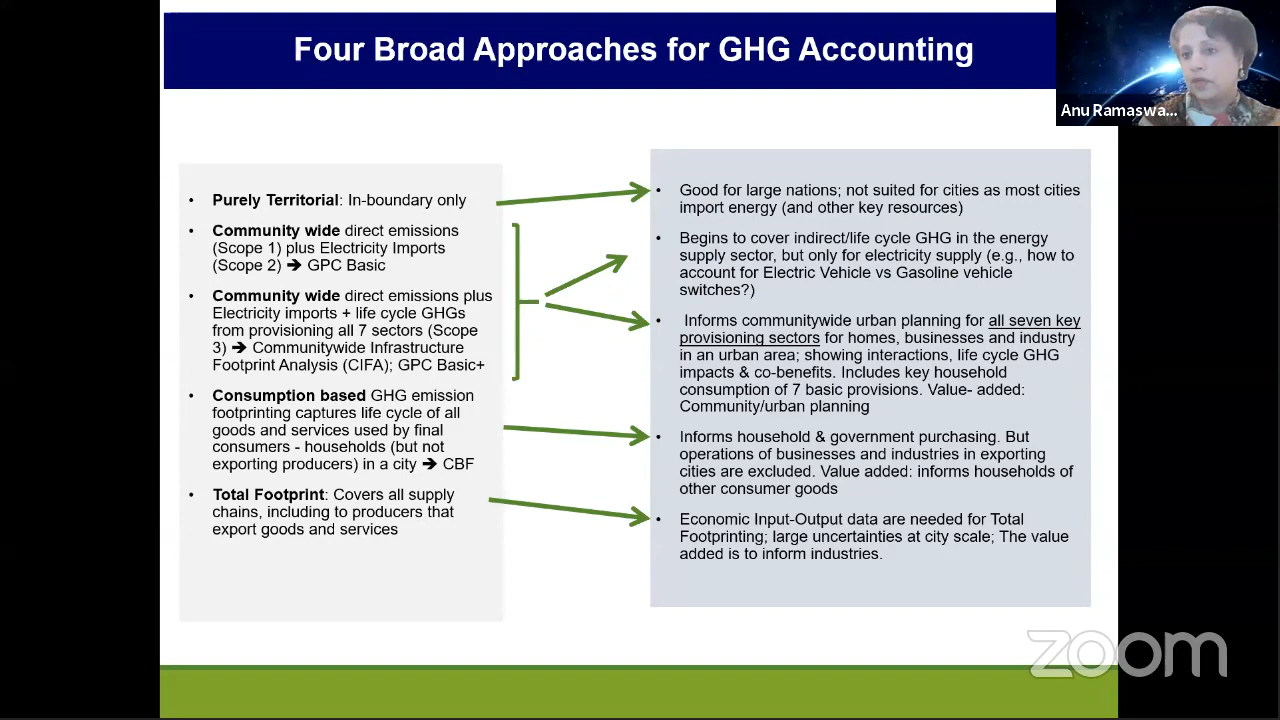 Four Broad Approaches for GHG Accounting
Anu Ramaswa...
• Purely Territorial: In-boundary only
• Community wide direct emissions
(Scope 1) plus Electricity Imports
(Scope 2) ➔ GPC Basic
• Community wide direct emissions plus
Electricity imports + life cycle GHGs
from provisioning all 7 sectors (Scope
3) ➔ Communitywide Infrastructure
Footprint Analysis (CIFA); GPC Basic+
• Consumption based GHG emission
footprinting captures life cycle of all
goods and services used by final
consumers - households (but not
exporting producers) in a city ➔ CBF
• Total Footprint: Covers all supply
chains, including to producers that
export goods and services
• Good for large nations; not suited for cities as most cities
import energy (and other key resources)
• Begins to cover indirect/life cycle GHG in the energy
supply sector, but only for electricity supply (e.g., how to
account for Electric Vehicle vs Gasoline vehicle
switches?)
• Informs communitywide urban planning for all seven key
provisioning sectors for homes, businesses and industry
in an urban area; showing interactions, life cycle GHG
impacts & co-benefits. Includes key household
consumption of 7 basic provisions. Value- added:
Community/urban planning
• Informs household & government purchasing. But
operations of businesses and industries in exporting
cities are excluded. Value added: informs households of
other consumer goods
• Economic Input-Output data are needed for Total
Footprinting; large uncertainties at city scale; The value
added is to inform industries.
zoom